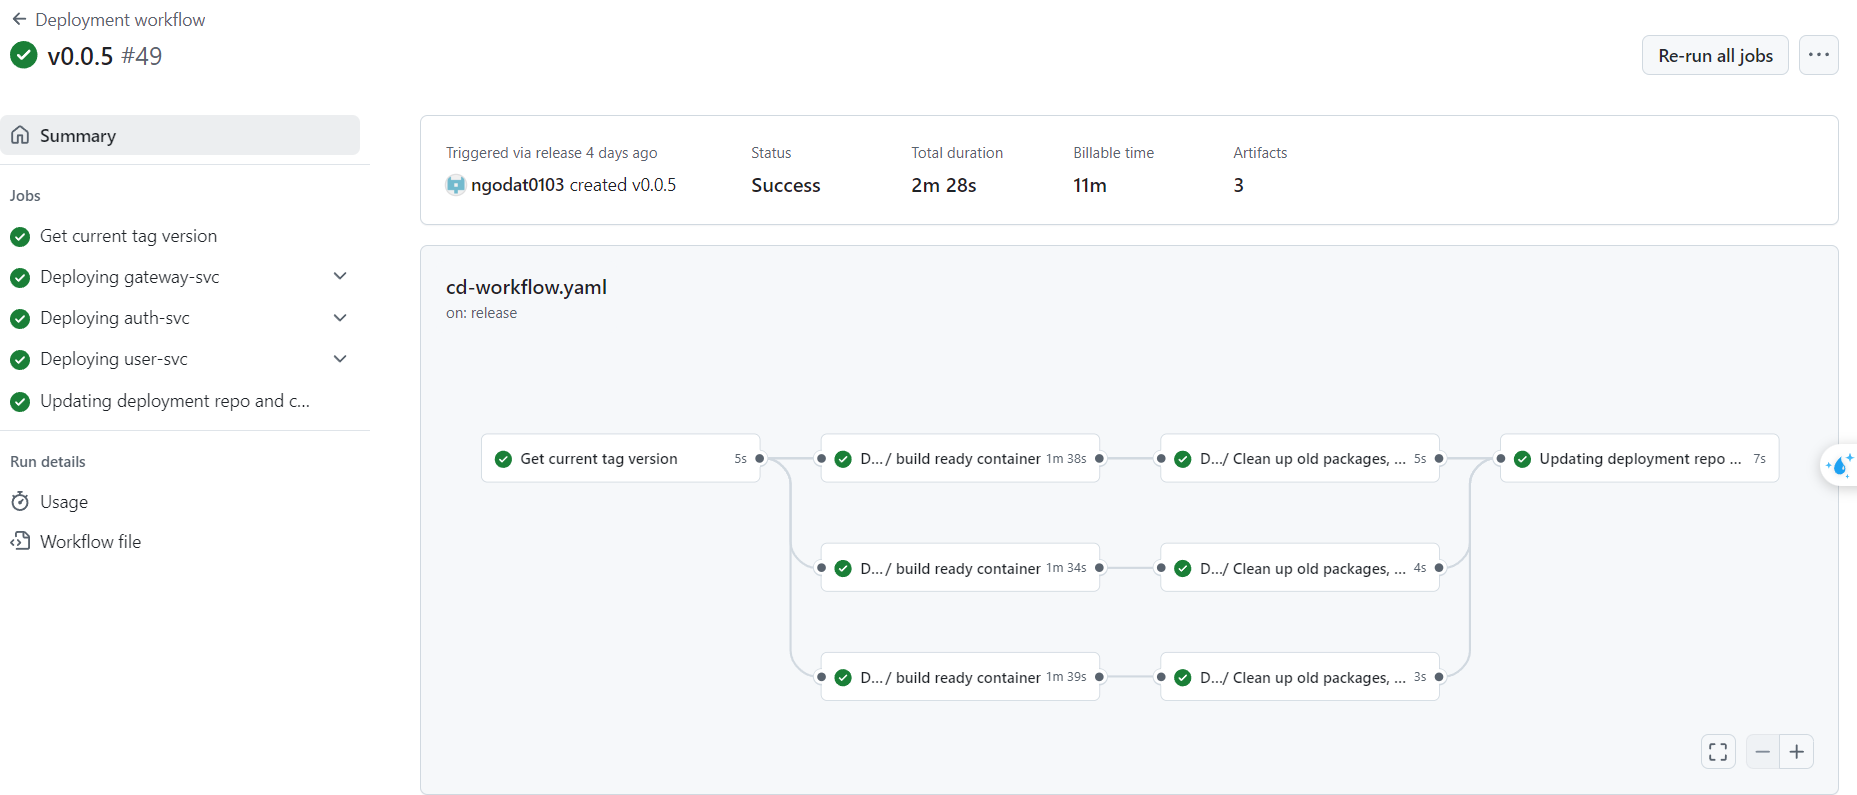 Deployment workflow
v0.0.5 #49
Re-run all jobs
Summary
Jobs
Get current tag version
Deploying gateway-svc
Deploying auth-svc
Deploying user-svc
Updating deployment repo and c...
Run details
Usage
Workflow file
Triggered via release 4 days ago
ngodat0103 created v0.0.5
Status
Success
Total duration
2m 28s
Billable time
11m
Artifacts
3
cd-workflow.yaml
on: release
Get current tag version 5s
D... / build ready container 1m 38s
D... / Clean up old packages, ... 5s
Updating deployment repo ... 7s
D... / build ready container 1m 34s
D... / Clean up old packages, ... 4s
D... / build ready container 1m 39s
D... / Clean up old packages, ... 3s